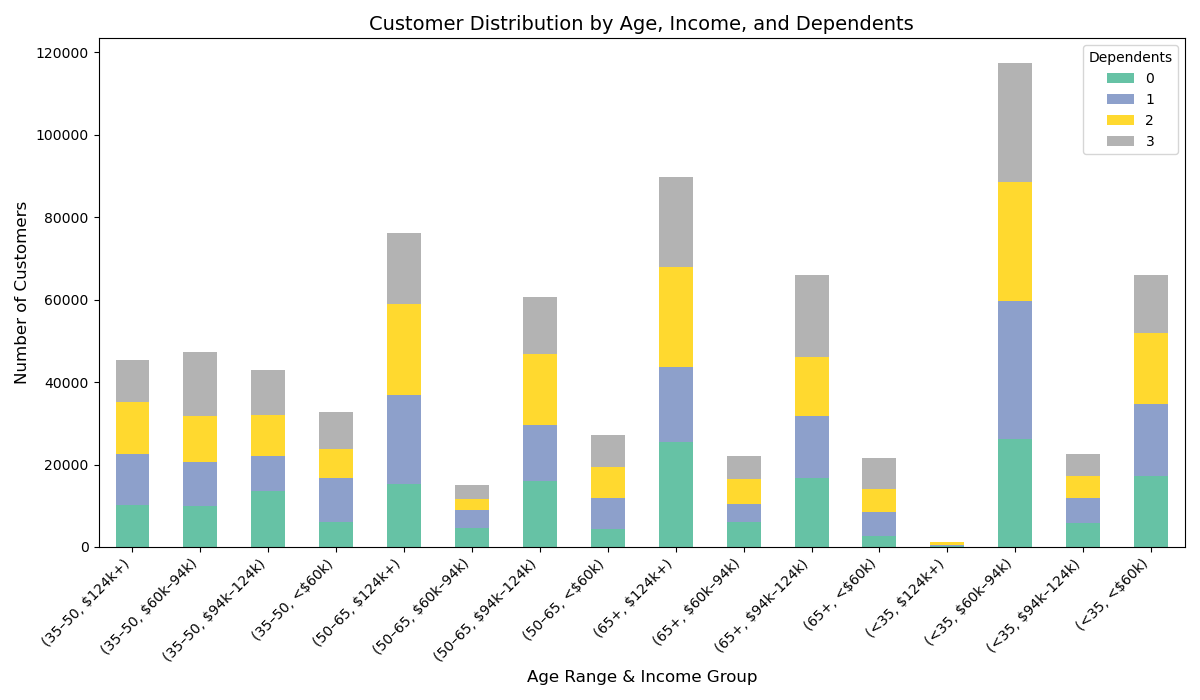 Customer Distribution by Age, Income, and Dependents
Dependents
0
1
2
3
120000
100000
80000
60000
40000
20000
0
Number of Customers
(35–50, $124k+)
(35–50, $60k–94k)
(35–50, $94k–124k)
(35–50, <$60k)
(50–65, $124k+)
(50–65, $60k–94k)
(50–65, $94k–124k)
(50–65, <$60k)
(65+, $124k+)
(65+, $60k–94k)
(65+, $94k–124k)
(65+, <$60k)
(<35, $124k+)
(<35, $60k–94k)
(<35, $94k–124k)
(<35, <$60k)
Age Range & Income Group